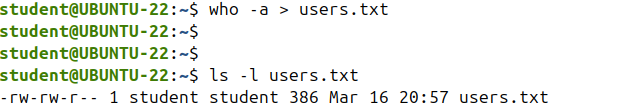 student@UBUNTU-22:~$ who -a > users.txt
student@UBUNTU-22:~$
student@UBUNTU-22:~$
student@UBUNTU-22:~$ ls -l users.txt
-rw-rw-r-- 1 student student 386 Mar 16 20:57 users.txt